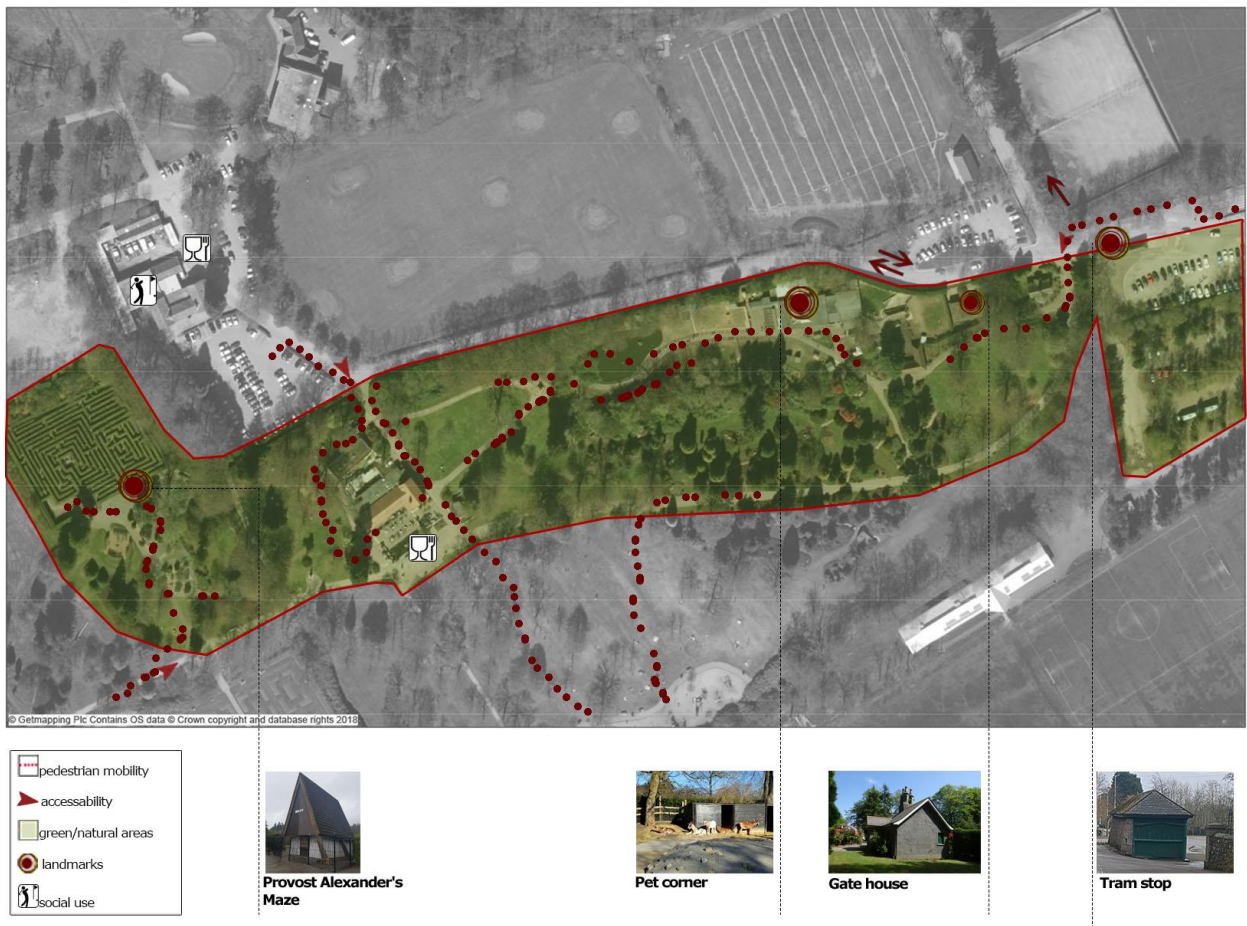 © Getmapping Plc Contains OS data © Crown copyright and database rights 2018
pedestrian mobility
accessability
green/natural areas
landmarks
social use
Provost Alexander's
Maze
Pet corner
Gate house
Tram stop